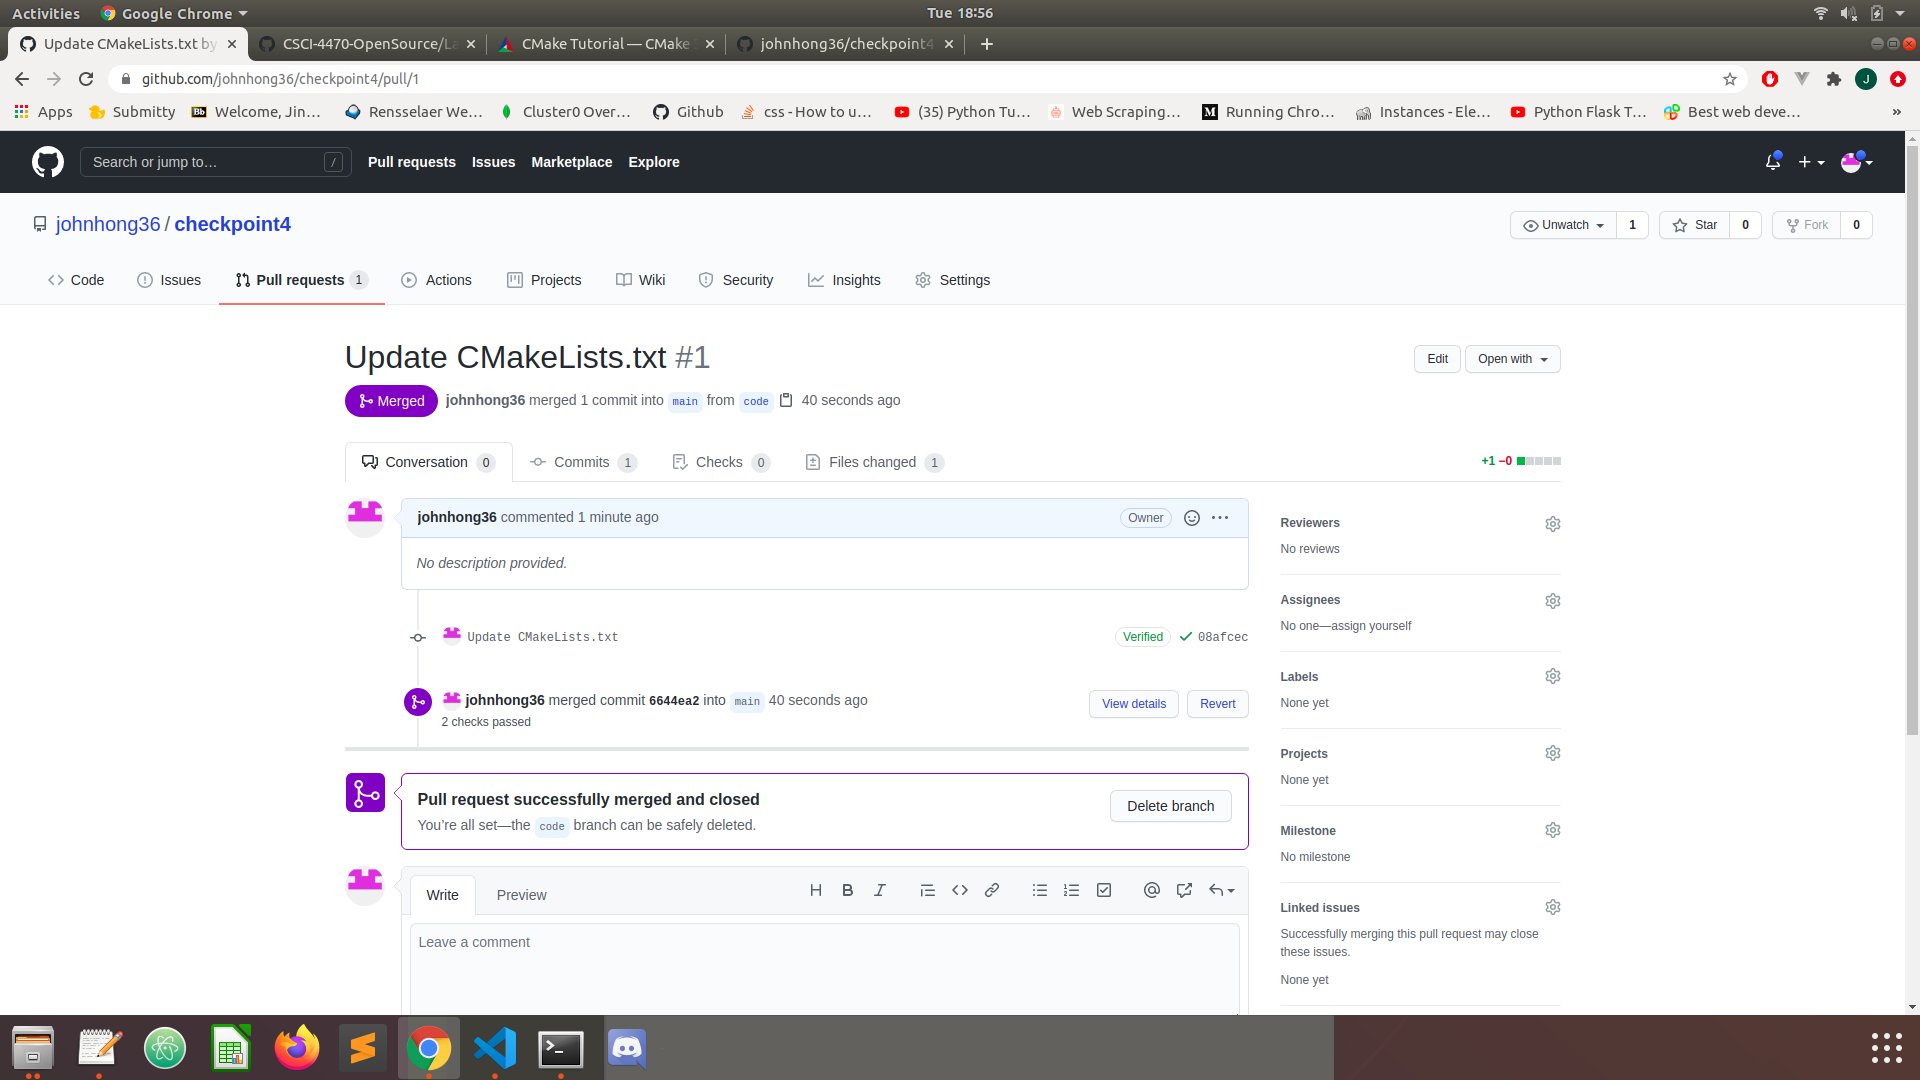 Activities Google Chrome Tue 18:56
Update CMakeLists.txt by CSCI-4470-OpenSource/La CMake Tutorial — CMake johnhong36/checkpoint4
github.com/johnhong36/checkpoint4/pull/1 J
Apps Submitty Bb Welcome, Jin… Rensselaer We… Cluster0 Over… Github css - How to u… (35) Python Tu… Web Scraping… Running Chro… Instances - Ele… Python Flask T… Best web deve… »
Search or jump to… / Pull requests Issues Marketplace Explore
johnhong36 / checkpoint4 Unwatch 1 Star 0 Fork 0
Code Issues Pull requests 1 Actions Projects Wiki Security Insights Settings
Update CMakeLists.txt #1 Edit Open with
Merged johnhong36 merged 1 commit into main from code 40 seconds ago
Conversation 0 Commits 1 Checks 0 Files changed 1 +1 −0
johnhong36 commented 1 minute ago Owner
No description provided.
Update CMakeLists.txt Verified 08afcec
johnhong36 merged commit 6644ea2 into main 40 seconds ago View details Revert
2 checks passed
Pull request successfully merged and closed
You’re all set—the code branch can be safely deleted. Delete branch
Write Preview
Leave a comment
Reviewers
No reviews
Assignees
No one—assign yourself
Labels
None yet
Projects
None yet
Milestone
No milestone
Linked issues
Successfully merging this pull request may close
these issues.
None yet